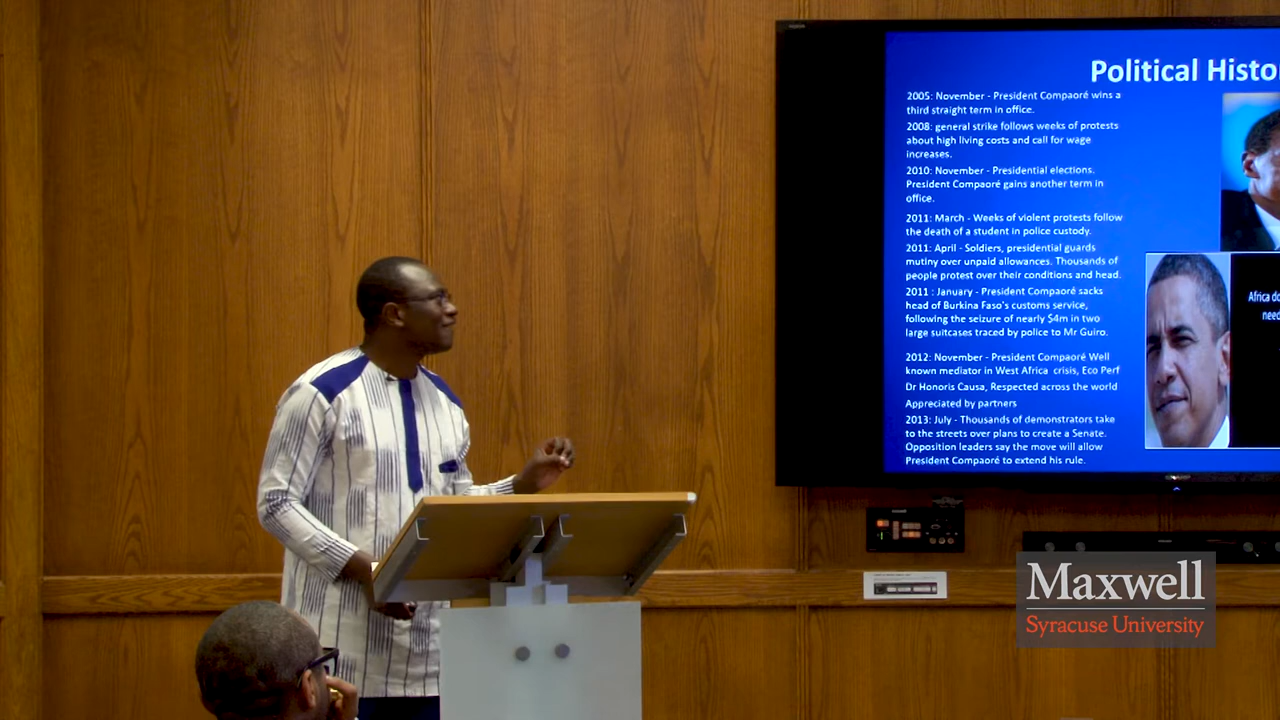 Political Histo
2005: November - President Compaoré wins a
third straight term in office.
2008: general strike follows weeks of protests
about high living costs and call for wage
increases.
2010: November - Presidential elections.
President Compaoré gains another term in
office.
2011: March - Weeks of violent protests follow
the death of a student in police custody.
2011: April - Soldiers, presidential guards
mutiny over unpaid allowances. Thousands of
people protest over their conditions and head.
2011 : January - President Compaoré sacks
head of Burkina Faso's customs service,
following the seizure of nearly $4m in two
large suitcases traced by police to Mr Guiro.
2012: November - President Compaoré Well
known mediator in West Africa crisis, Eco Perf
Dr Honoris Causa, Respected across the world
Appreciated by partners
2013: July - Thousands of demonstrators take
to the streets over plans to create a Senate.
Opposition leaders say the move will allow
President Compaoré to extend his rule.
Africa do
need
Maxwell
Syracuse University